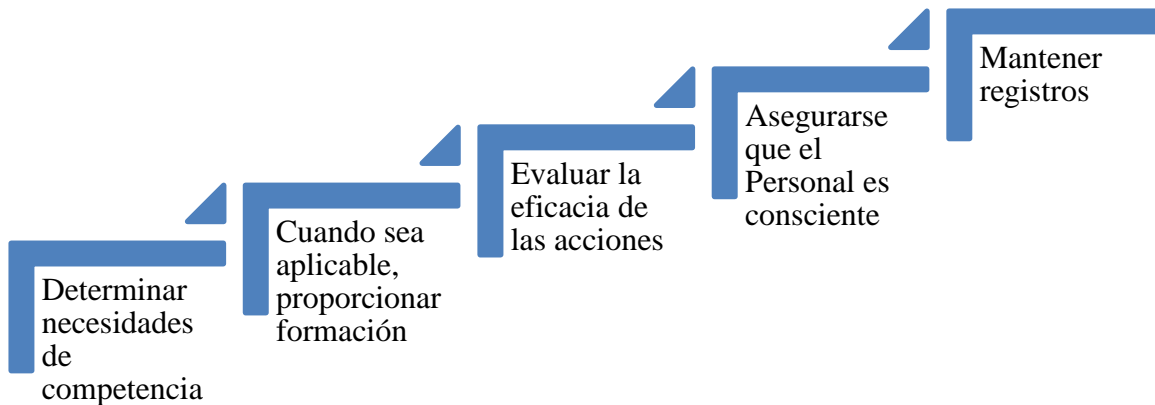 Determinar
necesidades
de
competencia
Cuando sea
aplicable,
proporcionar
formación
Evaluar la
eficacia de
las acciones
Asegurarse
que el
Personal es
consciente
Mantener
registros